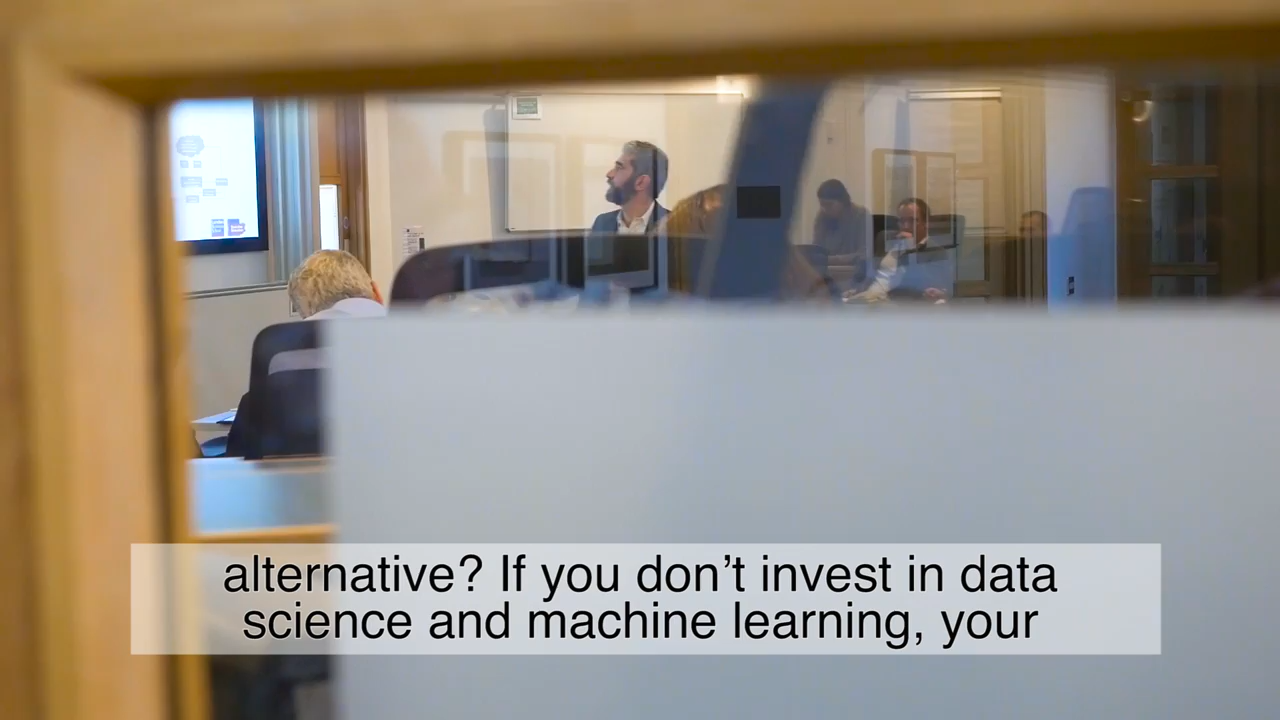 alternative? If you don’t invest in data
science and machine learning, your